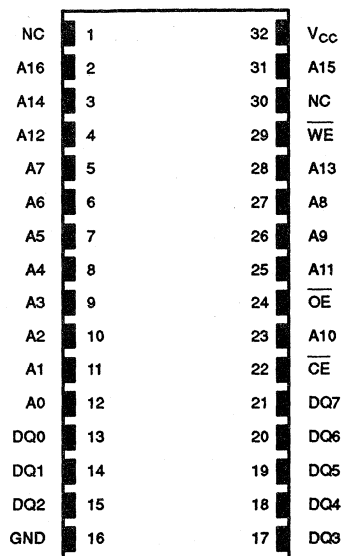 NC 1 32 VCC
A16 2 31 A15
A14 3 30 NC
A12 4 29 W̅E̅
A7 5 28 A13
A6 6 27 A8
A5 7 26 A9
A4 8 25 A11
A3 9 24 O̅E̅
A2 10 23 A10
A1 11 22 C̅E̅
A0 12 21 DQ7
DQ0 13 20 DQ6
DQ1 14 19 DQ5
DQ2 15 18 DQ4
GND 16 17 DQ3